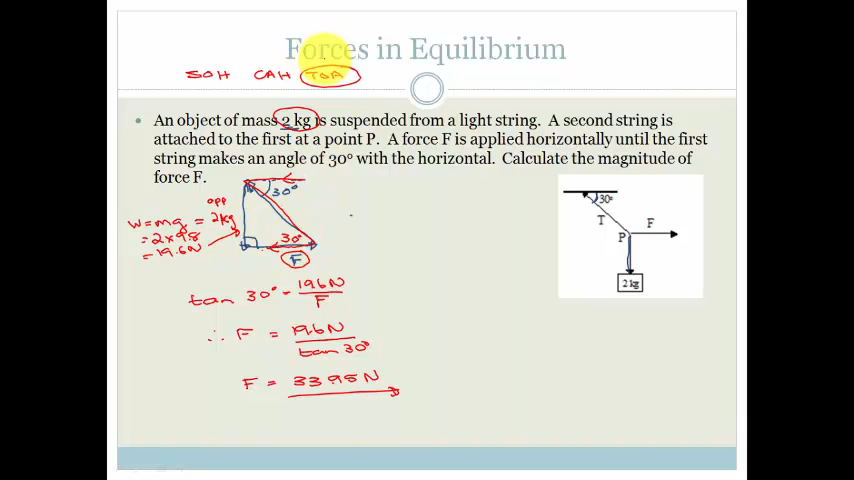 Forces in Equilibrium
SOH CAH TOA
An object of mass 2 kg is suspended from a light string. A second string is
attached to the first at a point P. A force F is applied horizontally until the first
string makes an angle of 30° with the horizontal. Calculate the magnitude of
force F.
30°
opp
W=mg = 2kg
=2x9.8
=19.6N
30°
F
tan 30° = 19.6N / F
∴ F = 19.6N / tan 30°
F = 33.95N
30°
T
F
P
2 kg